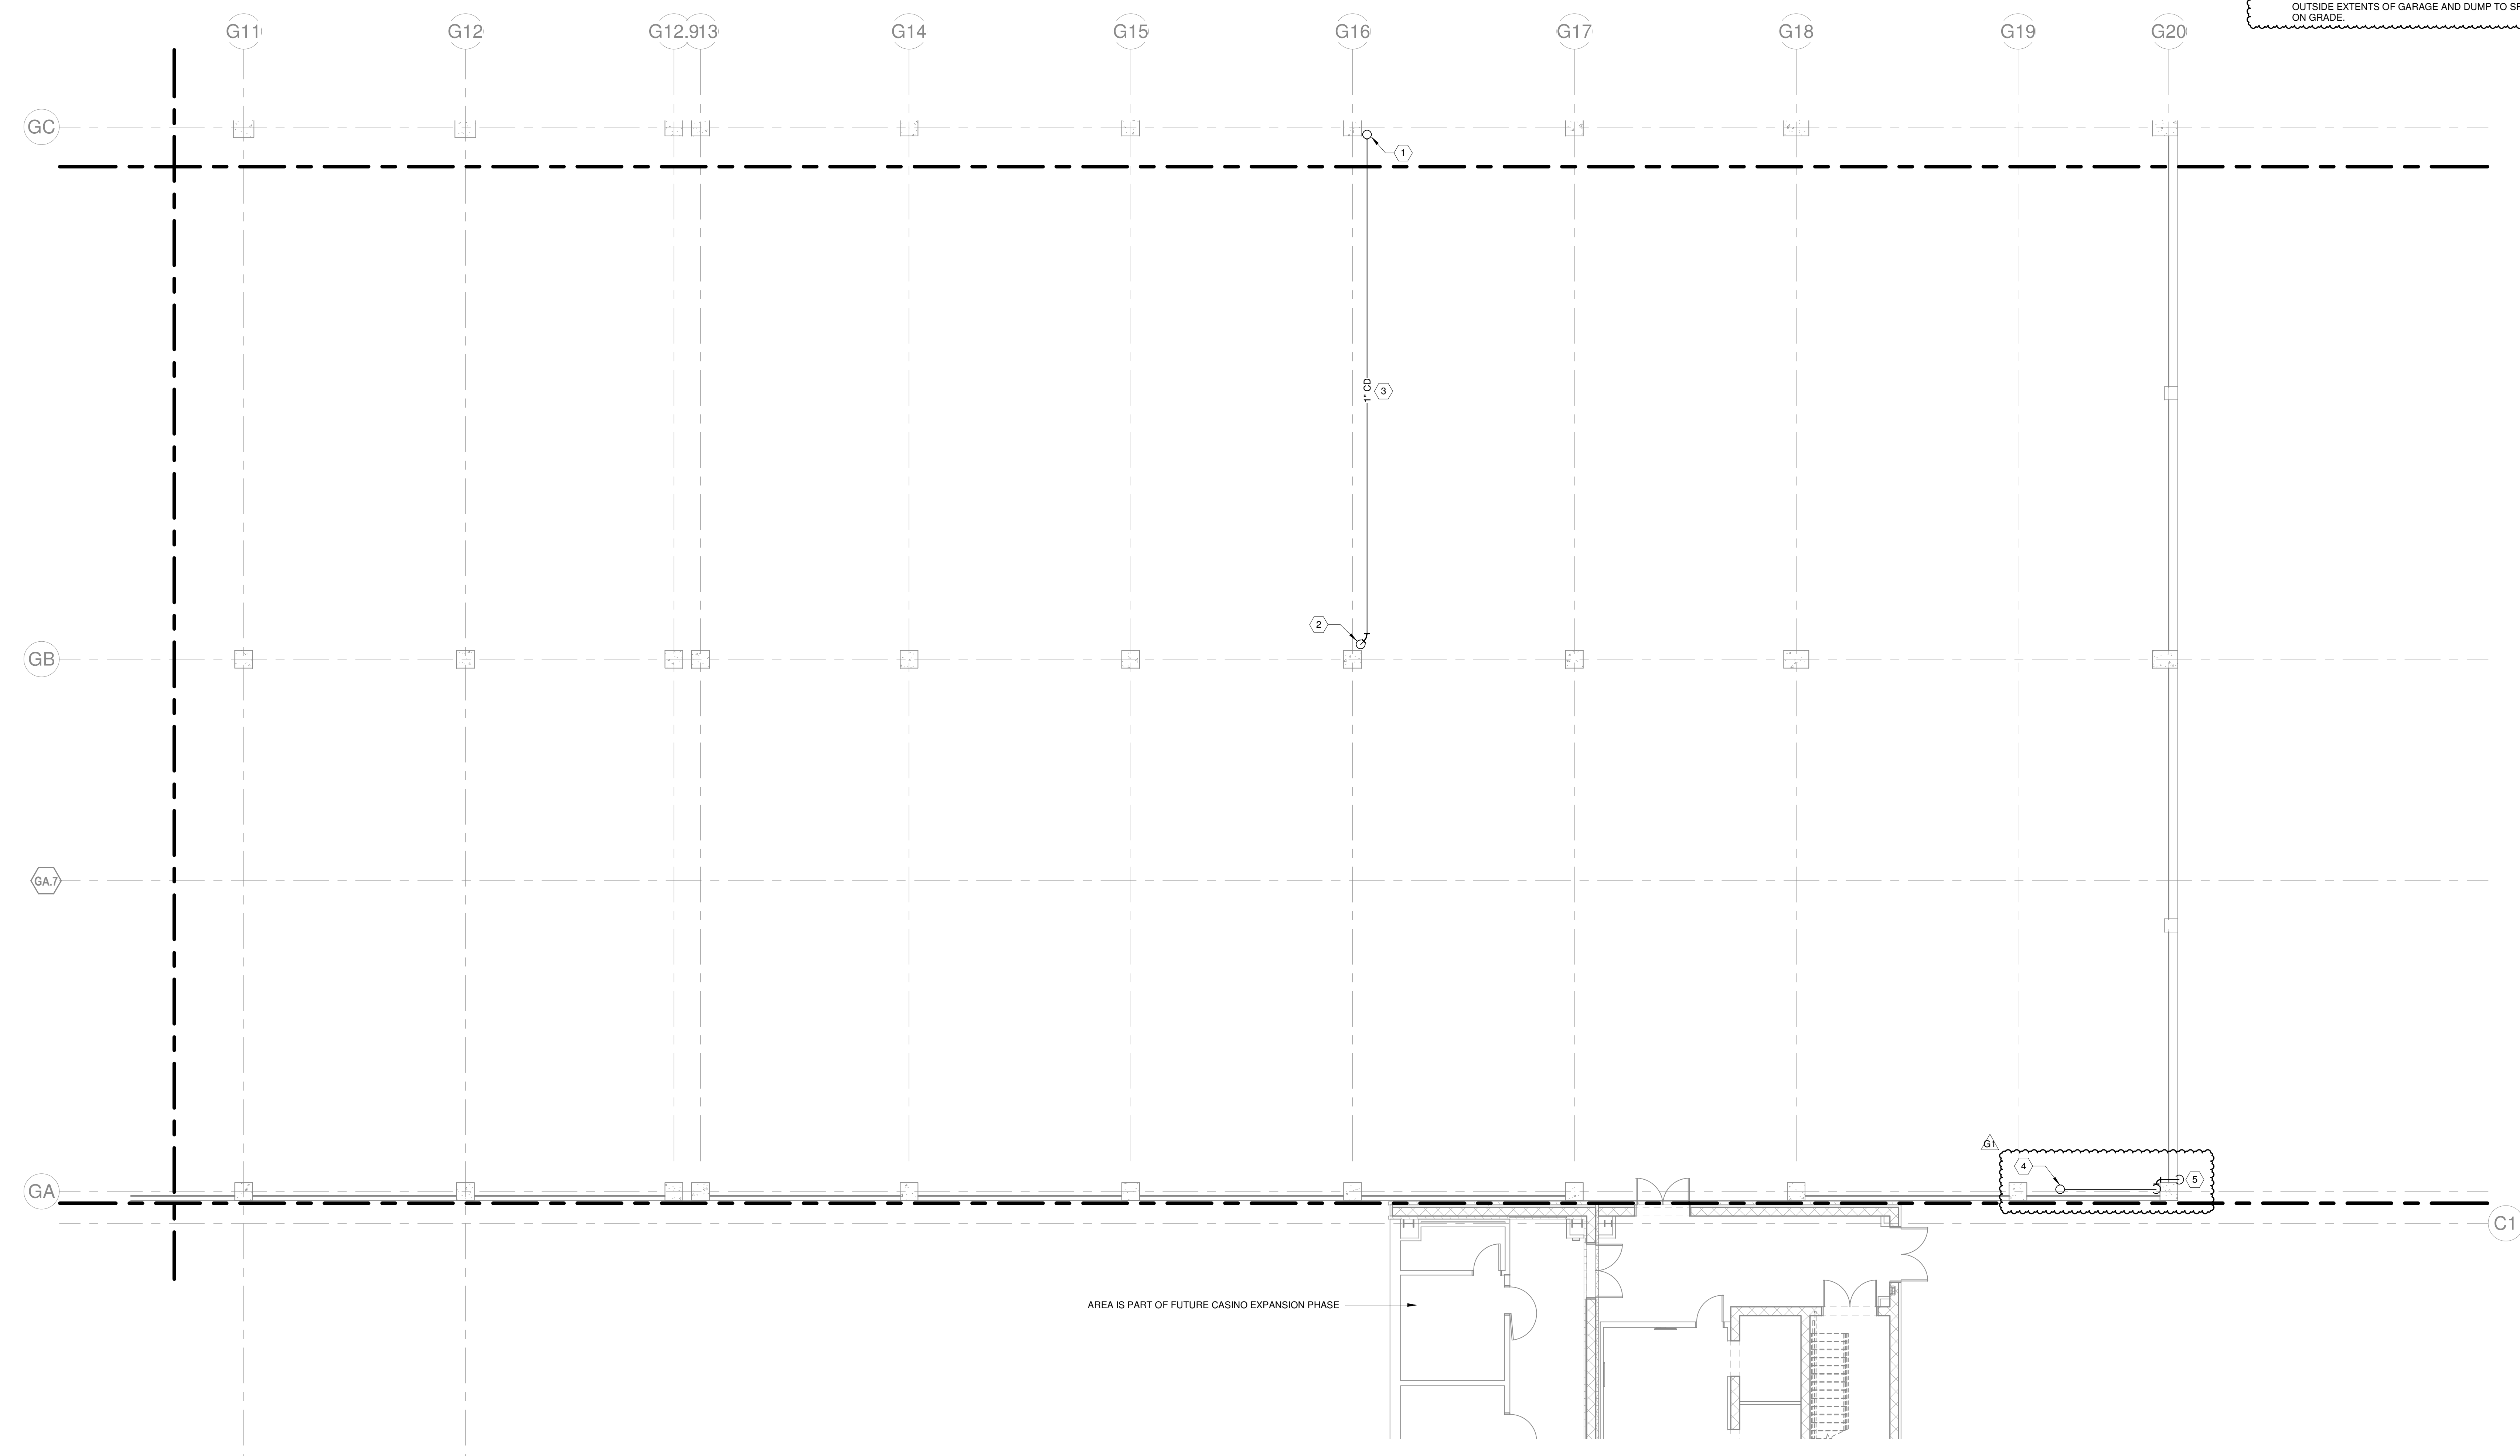 OUTSIDE EXTENTS OF GARAGE AND DUMP TO
ON GRADE.
G11
G12
G12.9
13
G14
G15
G16
G17
G18
G19
G20
GC
1
1" CD
3
2
GB
GA.7
G1
4
5
GA
C1
AREA IS PART OF FUTURE CASINO EXPANSION PHASE